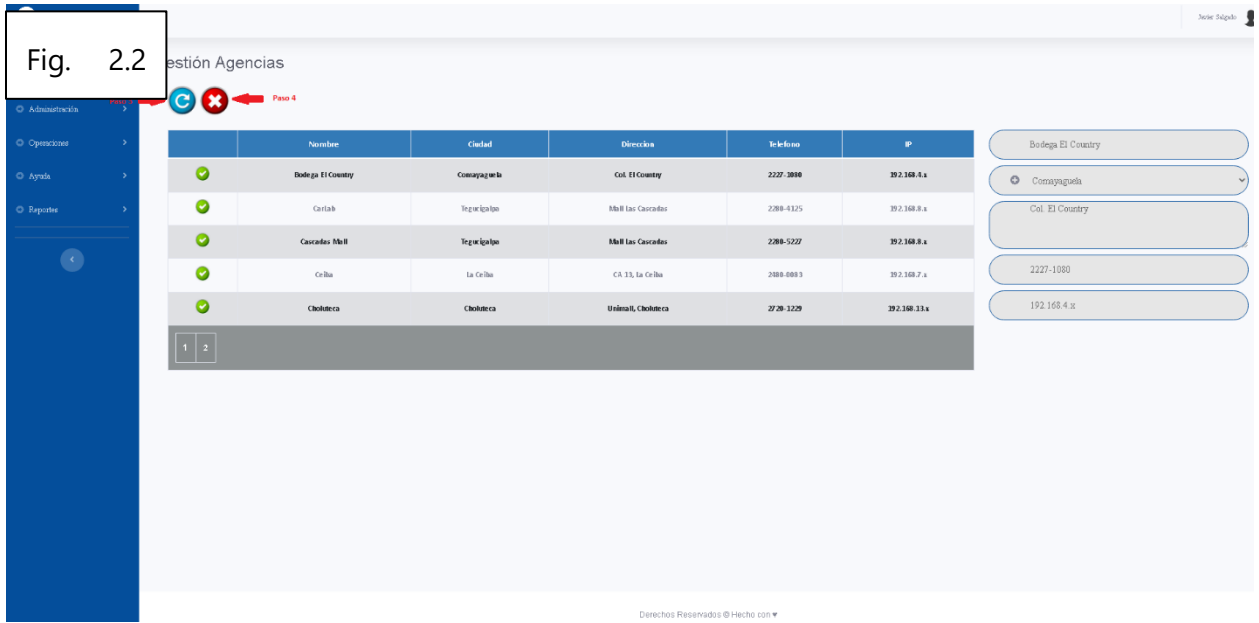 Javier Salgado
Fig. 2.2
estión Agencias
Paso 4
Administración
Operaciones
Ayuda
Reportes
Nombre Ciudad Direccion Telefono IP
Bodega El Country Comayaguela Col. El Country 2227-1080 192.168.4.x
Cariab Tegucigalpa Mall las Cascadas 2280-4325 192.168.8.x
Cascadas Mall Tegucigalpa Mall las Cascadas 2280-5227 192.168.8.x
Ceiba La Ceiba CA 13, La Ceiba 2480-0083 192.168.7.x
Choluteca Choluteca Unimall, Choluteca 2720-3229 192.168.13.x
1 2
Bodega El Country
Comayaguela
Col. El Country
2227-1080
192.168.4.x
Derechos Reservados © Hecho con ♥